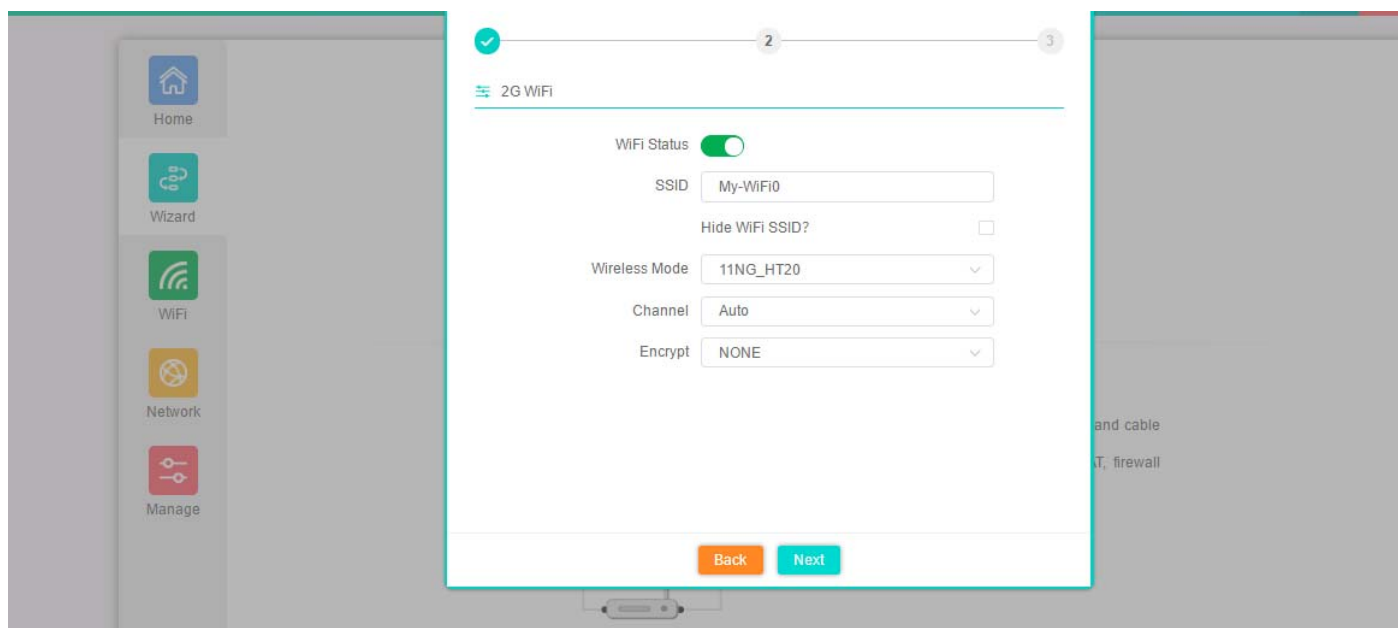 2
3
2G WiFi
Home
WiFi Status
SSID My-WiFi0
Wizard
Hide WiFi SSID?
Wireless Mode 11NG_HT20
WiFi
Channel Auto
Encrypt NONE
Network
and cable
AT, firewall
Manage
Back Next